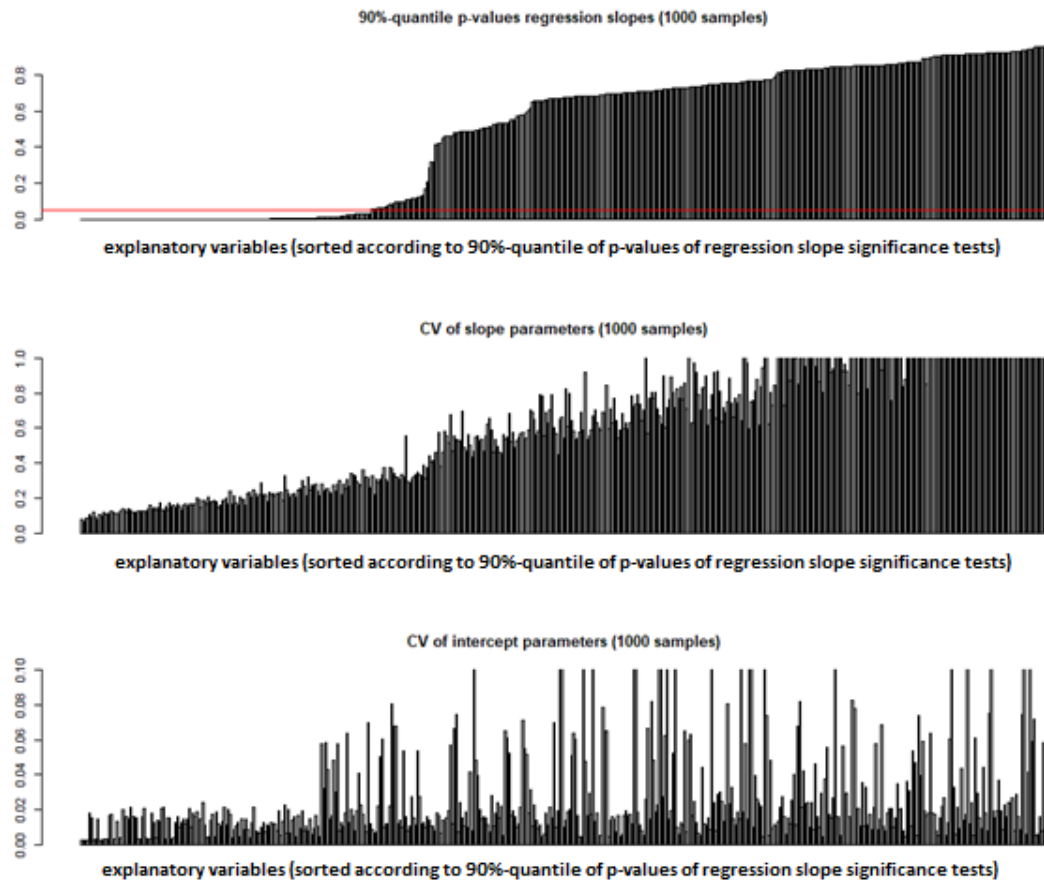 90%-quantile p-values regression slopes (1000 samples)
0.8
0.6
0.4
0.2
0.0
explanatory variables (sorted according to 90%-quantile of p-values of regression slope significance tests)
CV of slope parameters (1000 samples)
1.0
0.8
0.6
0.4
0.2
0.0
explanatory variables (sorted according to 90%-quantile of p-values of regression slope significance tests)
CV of intercept parameters (1000 samples)
0.10
0.08
0.06
0.04
0.02
0.00
explanatory variables (sorted according to 90%-quantile of p-values of regression slope significance tests)